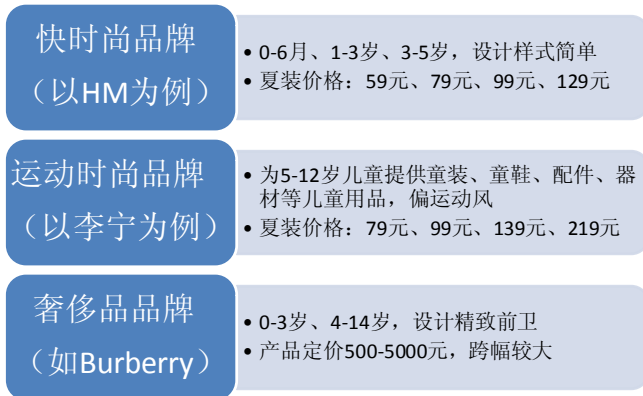 快时尚品牌
（以HM为例）
• 0-6月、1-3岁、3-5岁，设计样式简单
• 夏装价格：59元、79元、99元、129元
运动时尚品牌
（以李宁为例）
• 为5-12岁儿童提供童装、童鞋、配件、器
材等儿童用品，偏运动风
• 夏装价格：79元、99元、139元、219元
奢侈品品牌
（如Burberry）
• 0-3岁、4-14岁，设计精致前卫
• 产品定价500-5000元，跨幅较大